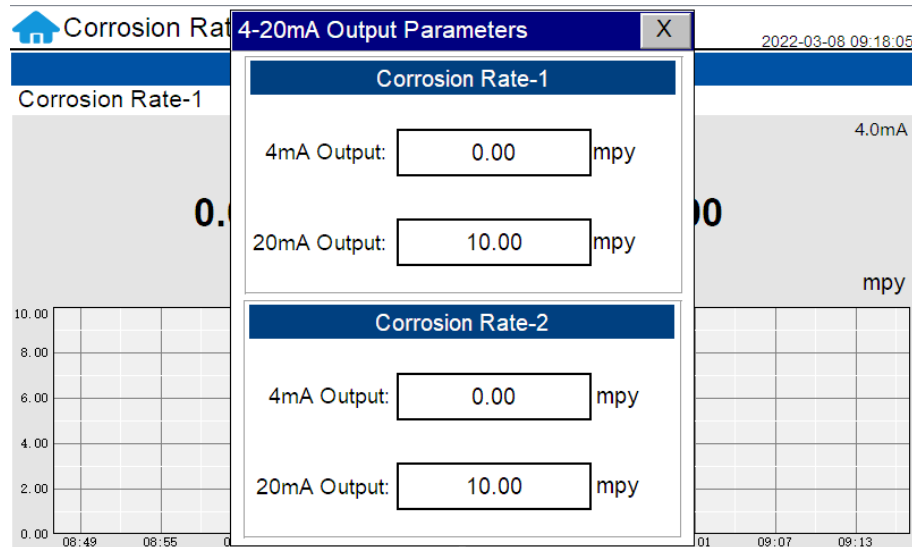 Corrosion Rat
4-20mA Output Parameters
X
2022-03-08 09:18:05
Corrosion Rate-1
Corrosion Rate-1
4.0mA
4mA Output: 0.00 mpy
20mA Output: 10.00 mpy
mpy
Corrosion Rate-2
4mA Output: 0.00 mpy
20mA Output: 10.00 mpy
10.00
8.00
6.00
4.00
2.00
0.00
08:49 08:55 01 09:07 09:13